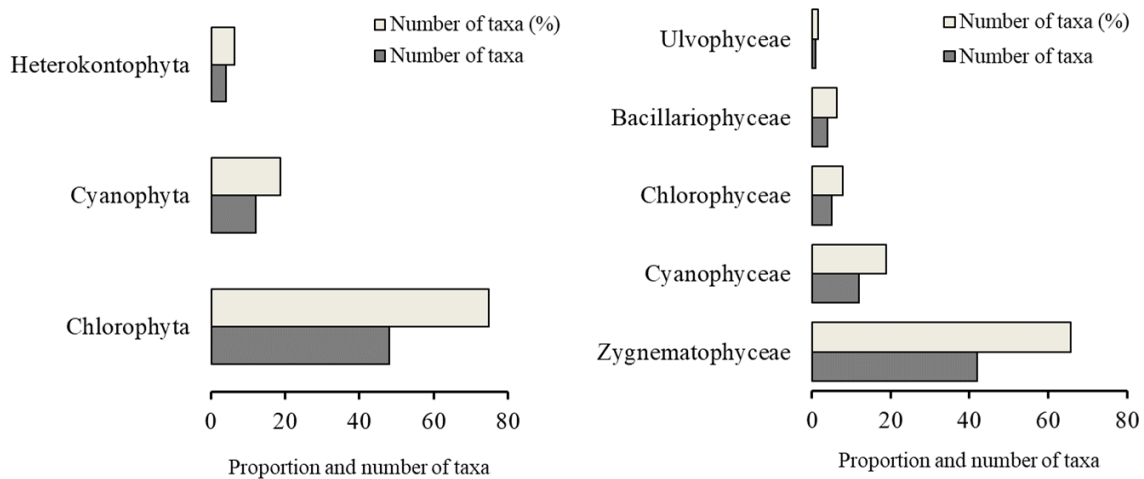 Number of taxa (%)
Number of taxa
Heterokontophyta
Cyanophyta
Chlorophyta
0 20 40 60 80
Proportion and number of taxa
Number of taxa (%)
Number of taxa
Ulvophyceae
Bacillariophyceae
Chlorophyceae
Cyanophyceae
Zygnematophyceae
0 20 40 60 80
Proportion and number of taxa